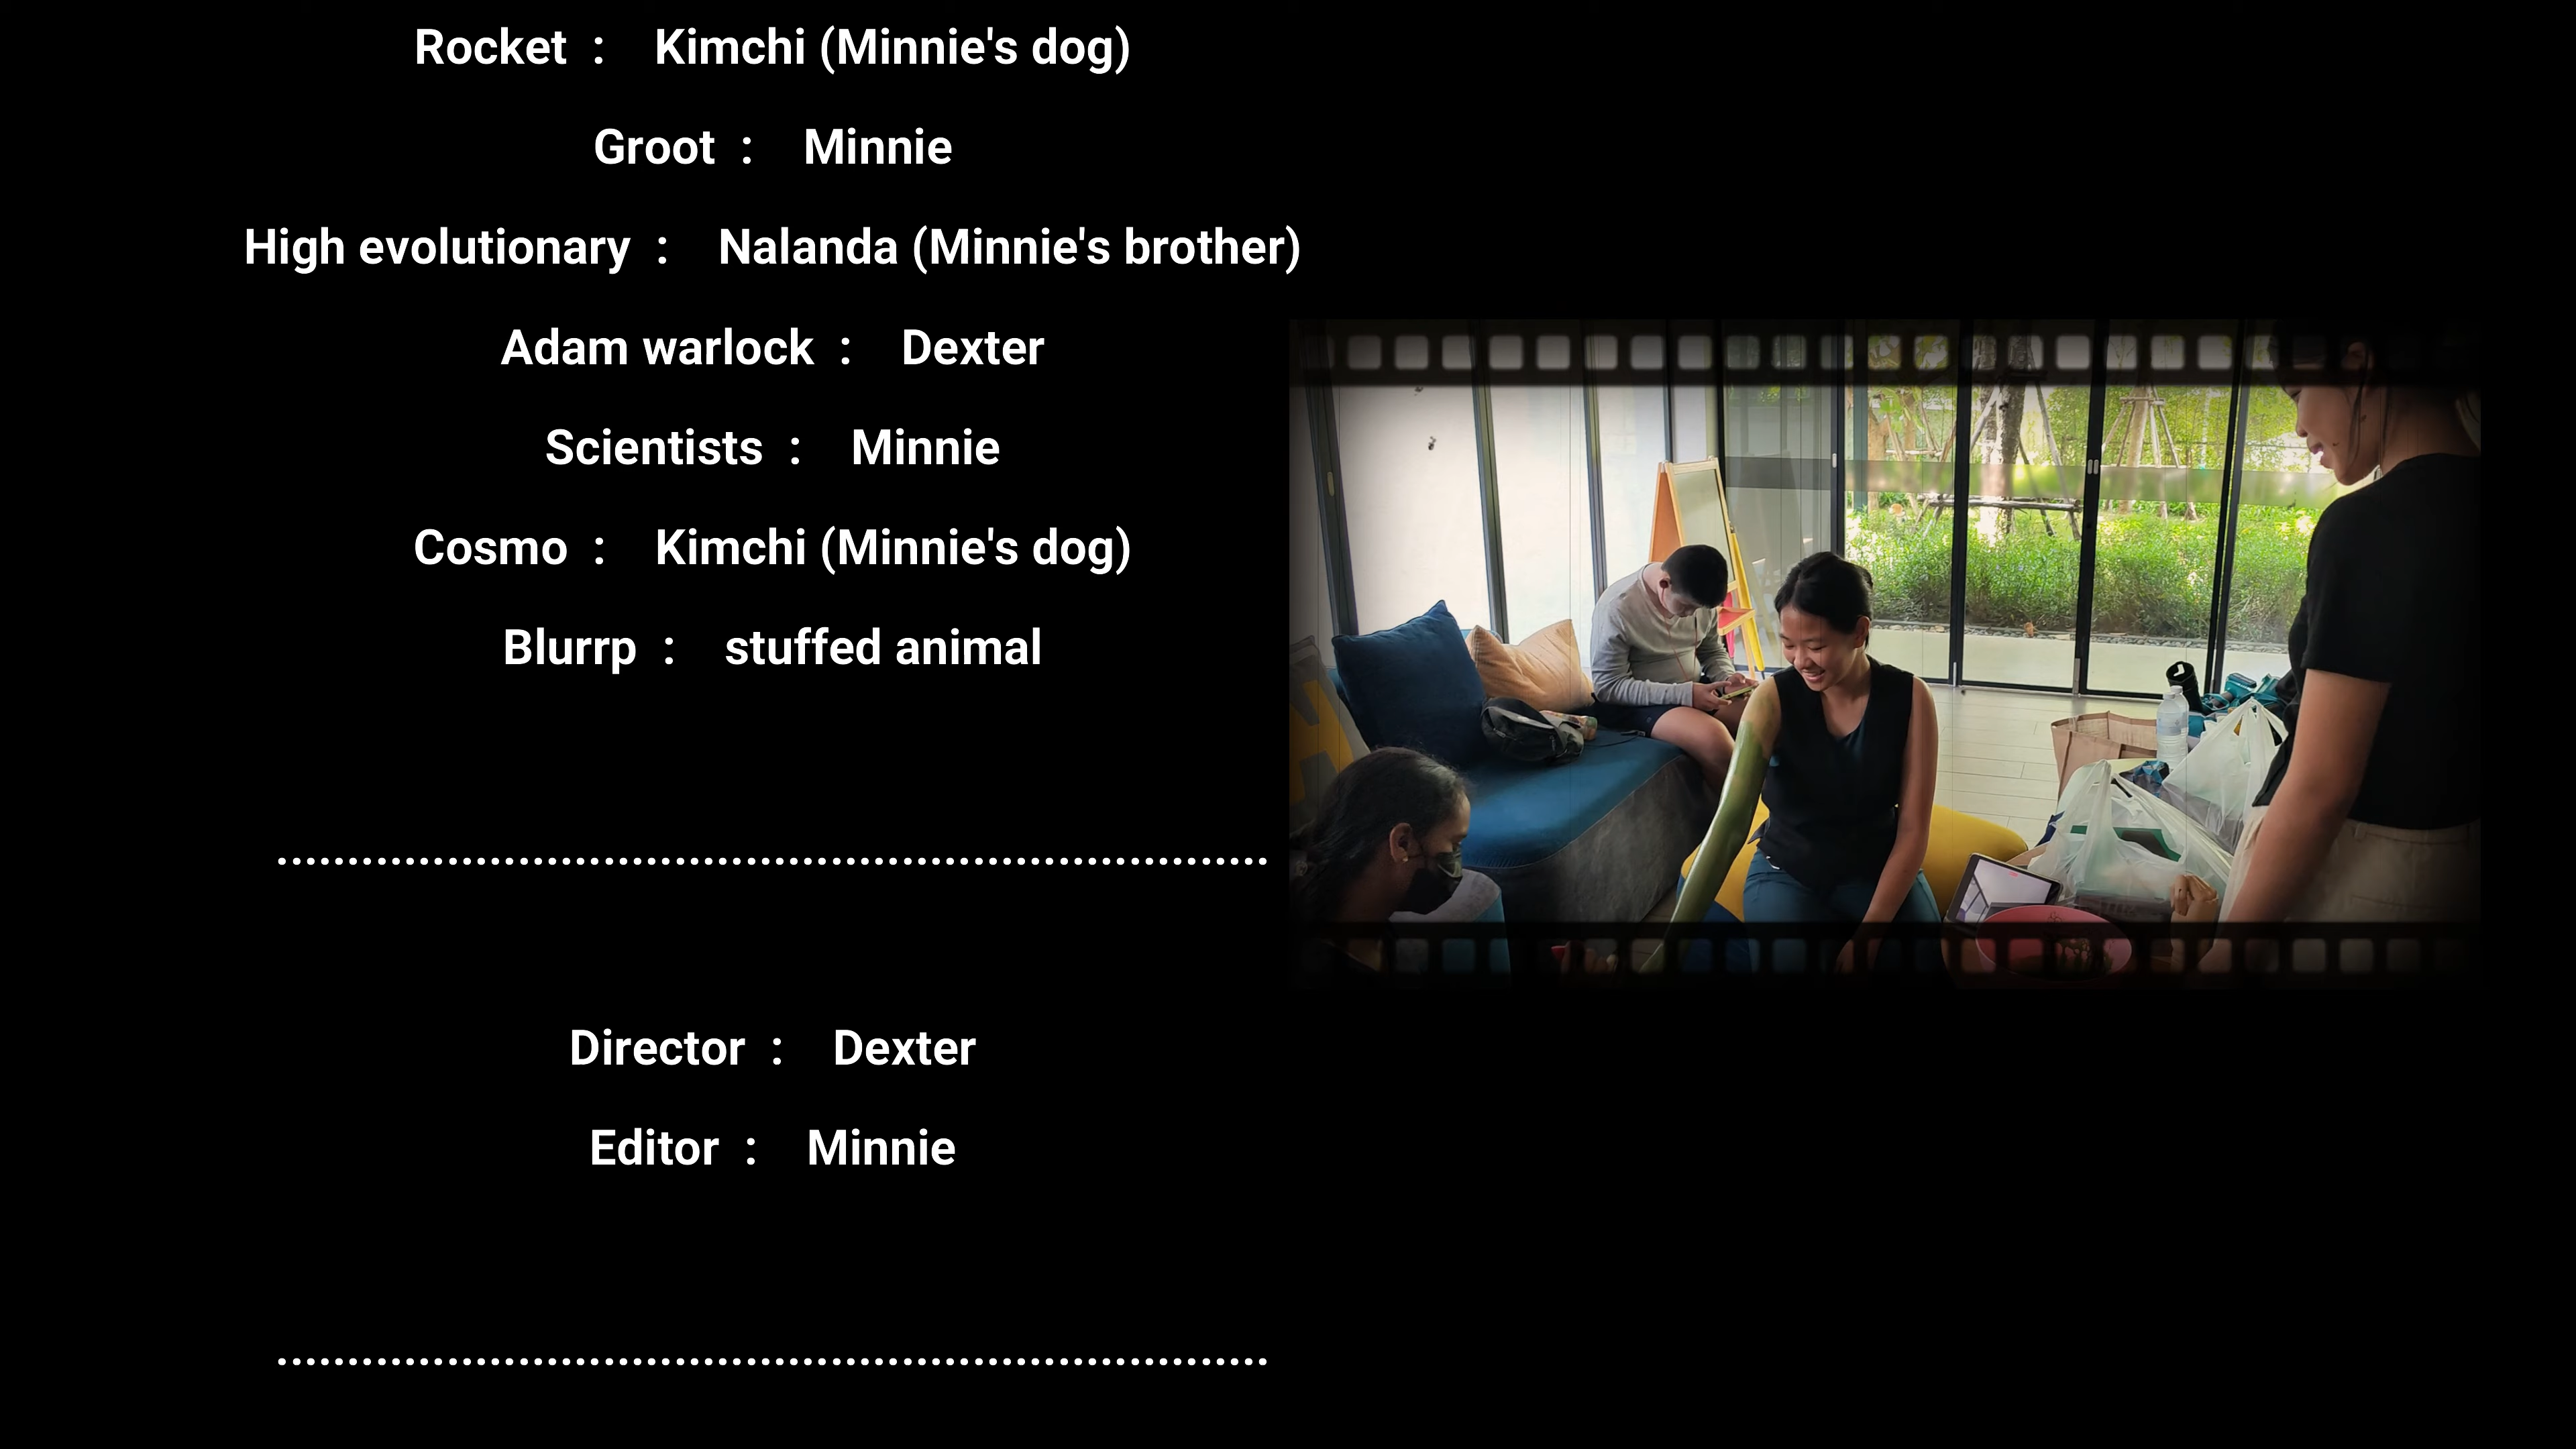 Rocket : Kimchi (Minnie's dog)
Groot : Minnie
High evolutionary : Nalanda (Minnie's brother)
Adam warlock : Dexter
Scientists : Minnie
Cosmo : Kimchi (Minnie's dog)
Blurrp : stuffed animal
......................................................................
Director : Dexter
Editor : Minnie
......................................................................